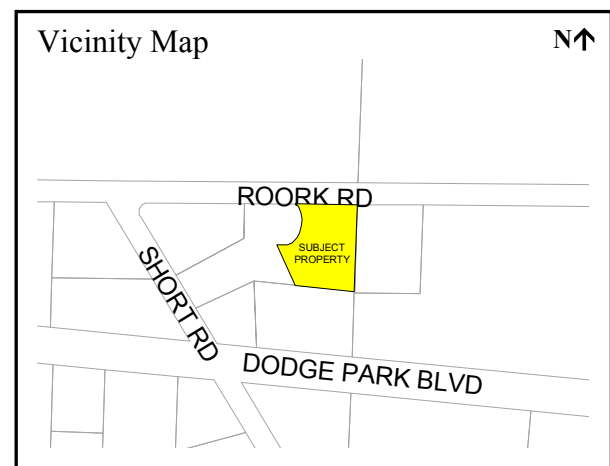 Vicinity Map
N↑
ROORK RD
SUBJECT
PROPERTY
SHORT RD
DODGE PARK BLVD